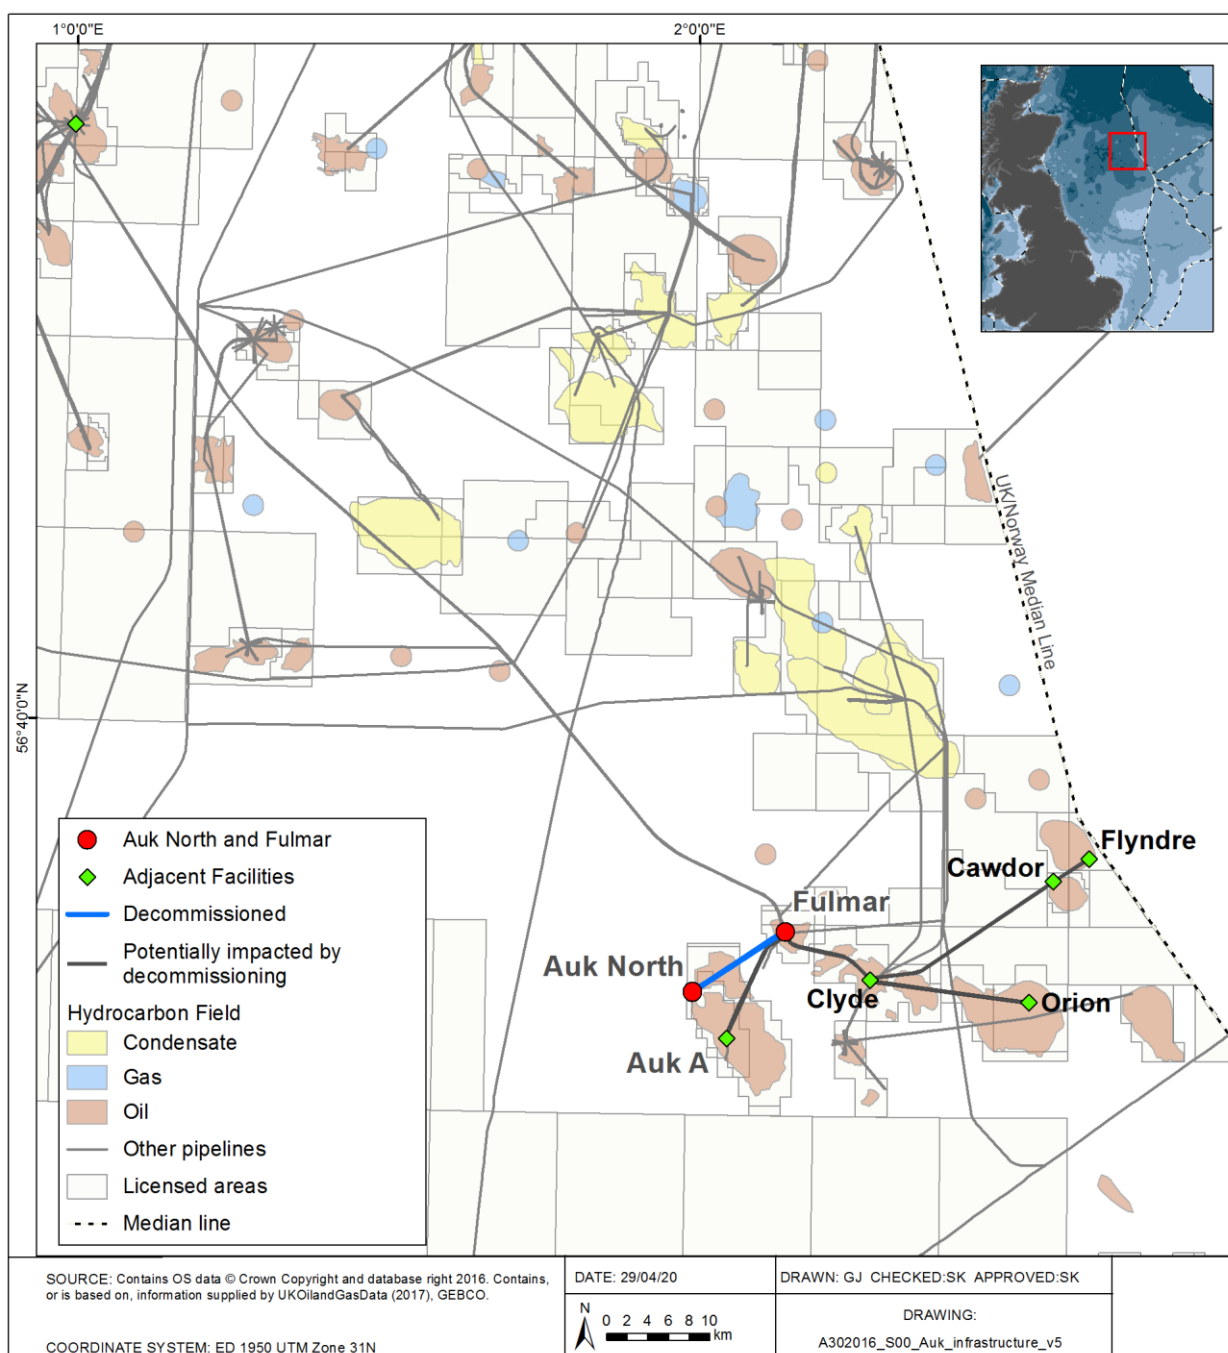 1°0'0"E
2°0'0"E
56°40'0"N
UK/Norway Median Line
Flyndre
Cawdor
Fulmar
Auk North
Clyde
Orion
Auk A
Auk North and Fulmar
Adjacent Facilities
Decommissioned
Potentially impacted by
decommissioning
Hydrocarbon Field
Condensate
Gas
Oil
Other pipelines
Licensed areas
Median line
SOURCE: Contains OS data © Crown Copyright and database right 2016. Contains,
or is based on, information supplied by UKOilandGasData (2017), GEBCO.
COORDINATE SYSTEM: ED 1950 UTM Zone 31N
DATE: 29/04/20
N
0 2 4 6 8 10
km
DRAWN: GJ CHECKED:SK APPROVED:SK
DRAWING:
A302016_S00_Auk_infrastructure_v5